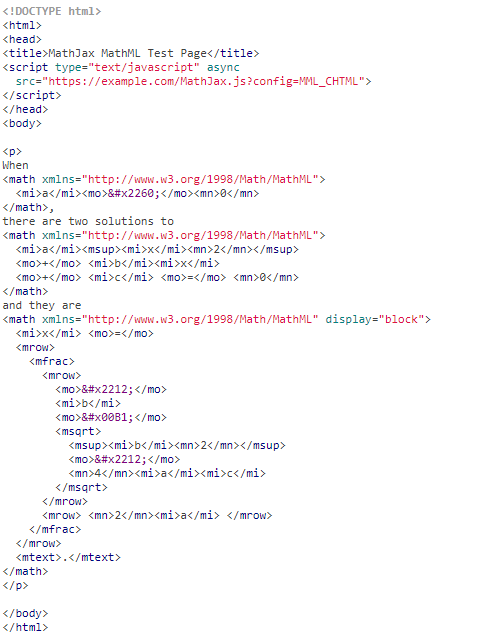 <!DOCTYPE html>
<html>
<head>
<title>MathJax MathML Test Page</title>
<script type="text/javascript" async
  src="https://example.com/MathJax.js?config=MML_CHTML">
</script>
</head>
<body>

<p>
When
<math xmlns="http://www.w3.org/1998/Math/MathML">
  <mi>a</mi><mo>&#x2260;</mo><mn>0</mn>
</math>,
there are two solutions to
<math xmlns="http://www.w3.org/1998/Math/MathML">
  <mi>a</mi><msup><mi>x</mi><mn>2</mn></msup>
  <mo>+</mo> <mi>b</mi><mi>x</mi>
  <mo>+</mo> <mi>c</mi> <mo>=</mo> <mn>0</mn>
</math>
and they are
<math xmlns="http://www.w3.org/1998/Math/MathML" display="block">
  <mi>x</mi> <mo>=</mo>
  <mrow>
    <mfrac>
      <mrow>
        <mo>&#x2212;</mo>
        <mi>b</mi>
        <mo>&#x00B1;</mo>
        <msqrt>
          <msup><mi>b</mi><mn>2</mn></msup>
          <mo>&#x2212;</mo>
          <mn>4</mn><mi>a</mi><mi>c</mi>
        </msqrt>
      </mrow>
      <mrow> <mn>2</mn><mi>a</mi> </mrow>
    </mfrac>
  </mrow>
  <mtext>.</mtext>
</math>
</p>

</body>
</html>